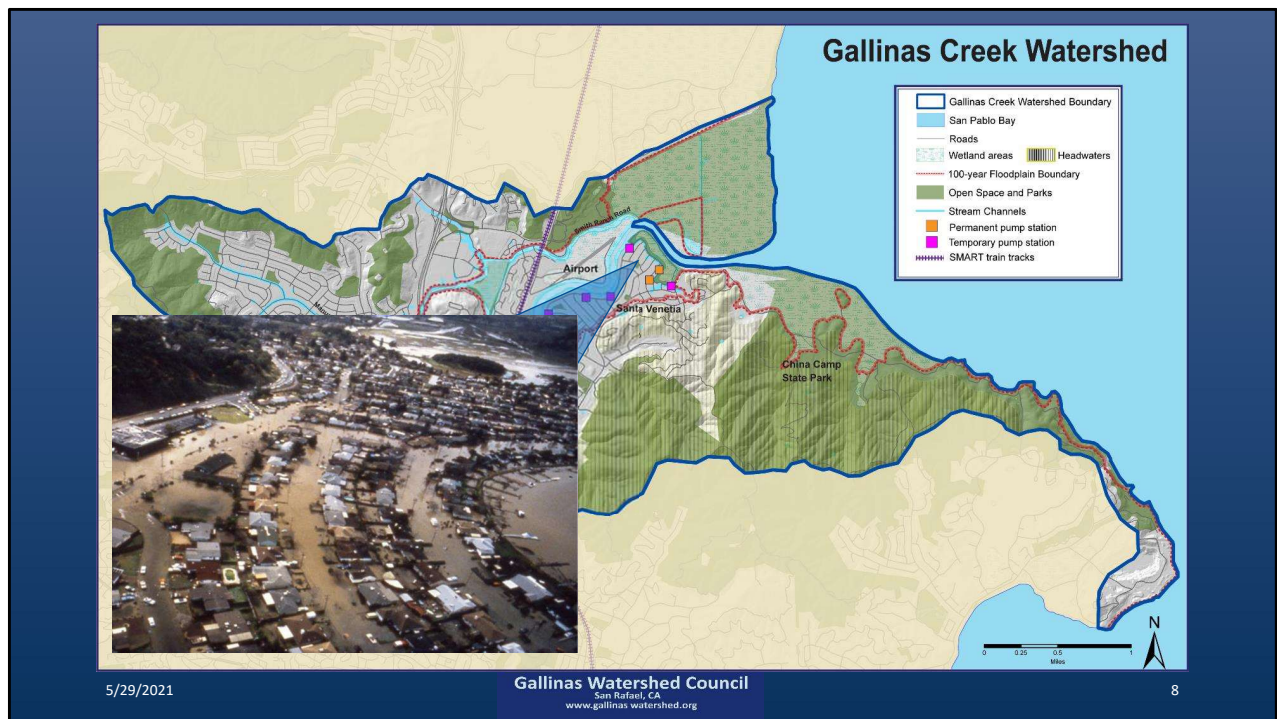 Gallinas Creek Watershed
Gallinas Creek Watershed Boundary
San Pablo Bay
Roads
Wetland areas Headwaters
100-year Floodplain Boundary
Open Space and Parks
Stream Channels
Permanent pump station
Temporary pump station
SMART train tracks
Smith Ranch Road
Airport
Santa Venetia
China Camp
State Park
N
0 0.25 0.5 1
Miles
5/29/2021
Gallinas Watershed Council
San Rafael, CA
www.gallinas watershed.org
8